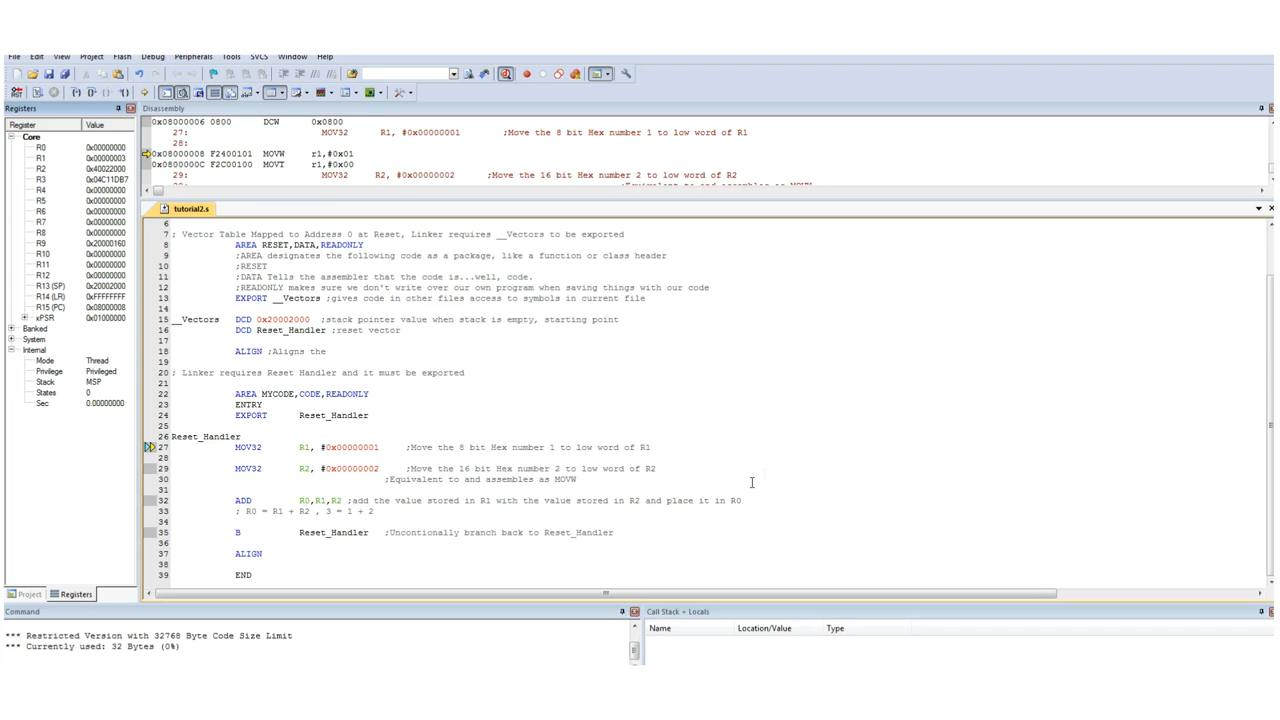 File Edit View Project Flash Debug Peripherals Tools SVCS Window Help
Registers
Register Value
Core
R0 0x00000000
R1 0x00000003
R2 0x40022000
R3 0x04C11DB7
R4 0x00000000
R5 0x00000000
R6 0x00000000
R7 0x00000000
R8 0x00000000
R9 0x20000160
R10 0x00000000
R11 0x00000000
R12 0x00000000
R13 (SP) 0x20002000
R14 (LR) 0xFFFFFFFF
R15 (PC) 0x08000008
xPSR 0x01000000
Banked
System
Internal
Mode Thread
Privilege Privileged
Stack MSP
States 0
Sec 0.00000000
Project Registers
Disassembly
0x08000006 0800 DCW 0x0800
27: MOV32 R1, #0x00000001 ;Move the 8 bit Hex number 1 to low word of R1
28:
0x08000008 F2400101 MOVW r1,#0x01
0x0800000C F2C00100 MOVT r1,#0x00
29: MOV32 R2, #0x00000002 ;Move the 16 bit Hex number 2 to low word of R2
tutorial2.s
6
7 ; Vector Table Mapped to Address 0 at Reset, Linker requires __Vectors to be exported
8 AREA RESET,DATA,READONLY
9 ;AREA designates the following code as a package, like a function or class header
10 ;RESET
11 ;DATA Tells the assembler that the code is...well, code.
12 ;READONLY makes sure we don't write over our own program when saving things with our code
13 EXPORT __Vectors ;gives code in other files access to symbols in current file
14
15 __Vectors DCD 0x20002000 ;stack pointer value when stack is empty, starting point
16 DCD Reset_Handler ;reset vector
17
18 ALIGN ;Aligns the
19
20 ; Linker requires Reset Handler and it must be exported
21
22 AREA MYCODE,CODE,READONLY
23 ENTRY
24 EXPORT Reset_Handler
25
26 Reset_Handler
27 MOV32 R1, #0x00000001 ;Move the 8 bit Hex number 1 to low word of R1
28
29 MOV32 R2, #0x00000002 ;Move the 16 bit Hex number 2 to low word of R2
30 ;Equivalent to and assembles as MOVW
31
32 ADD R0,R1,R2 ;add the value stored in R1 with the value stored in R2 and place it in R0
33 ; R0 = R1 + R2 , 3 = 1 + 2
34
35 B Reset_Handler ;Uncontionally branch back to Reset_Handler
36
37 ALIGN
38
39 END
Command
*** Restricted Version with 32768 Byte Code Size Limit
*** Currently used: 32 Bytes (0%)
Call Stack + Locals
Name Location/Value Type